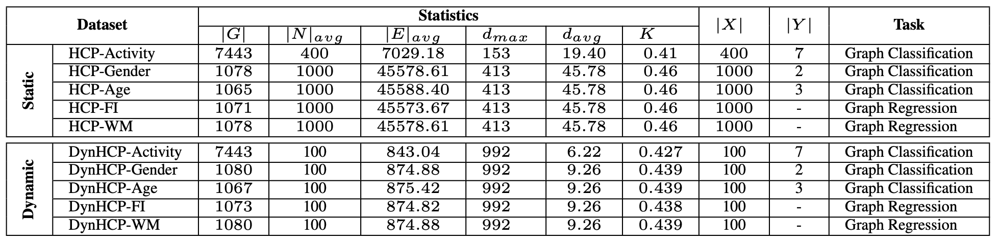 Dataset Statistics |X| |Y| Task
|G| |N|avg |E|avg dmax davg K
Static
HCP-Activity 7443 400 7029.18 153 19.40 0.41 400 7 Graph Classification
HCP-Gender 1078 1000 45578.61 413 45.78 0.46 1000 2 Graph Classification
HCP-Age 1065 1000 45588.40 413 45.78 0.46 1000 3 Graph Classification
HCP-FI 1071 1000 45573.67 413 45.78 0.46 1000 - Graph Regression
HCP-WM 1078 1000 45578.61 413 45.78 0.46 1000 - Graph Regression
Dynamic
DynHCP-Activity 7443 100 843.04 992 6.22 0.427 100 7 Graph Classification
DynHCP-Gender 1080 100 874.88 992 9.26 0.439 100 2 Graph Classification
DynHCP-Age 1067 100 875.42 992 9.26 0.439 100 3 Graph Classification
DynHCP-FI 1073 100 874.82 992 9.26 0.438 100 - Graph Regression
DynHCP-WM 1080 100 874.88 992 9.26 0.439 100 - Graph Regression